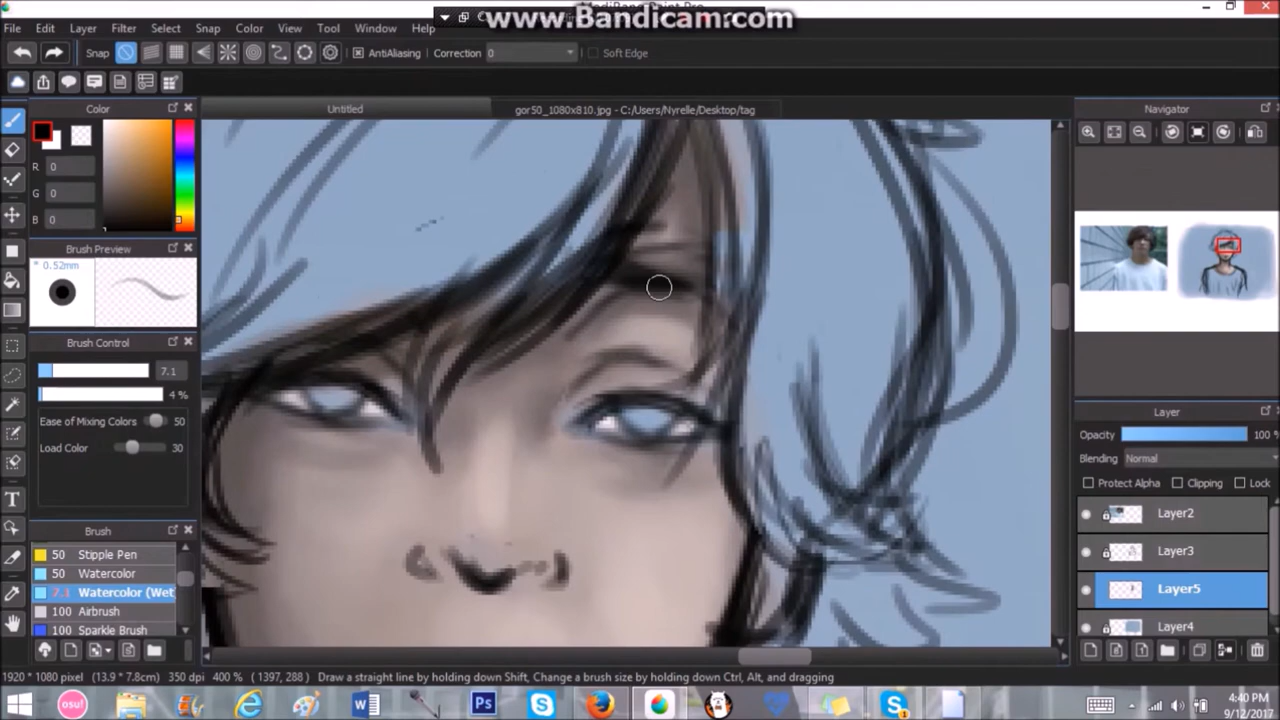 www.Bandicam.com
File Edit Layer Filter Select Snap Color View Tool Window Help
Snap AntiAliasing Correction 0 Soft Edge
Color
Untitled
gor50_1080x810.jpg - C:/Users/Nyrelle/Desktop/tag
Navigator
R 0
G 0
B 0
Brush Preview
* 0.52mm
Brush Control
7.1
4 %
Ease of Mixing Colors 50
Load Color 30
Brush
50 Stipple Pen
50 Watercolor
7.1 Watercolor (Wet
100 Airbrush
100 Sparkle Brush
Layer
Opacity 100 %
Blending Normal
Protect Alpha Clipping Lock
Layer2
Layer3
Layer5
Layer4
1920 * 1080 pixel (13.9 * 7.8cm) 350 dpi 400 % ( 1397, 288 ) Draw a straight line by holding down Shift, Change a brush size by holding down Ctrl, Alt, and dragging
osu!
Ps
4:40 PM
9/12/2017